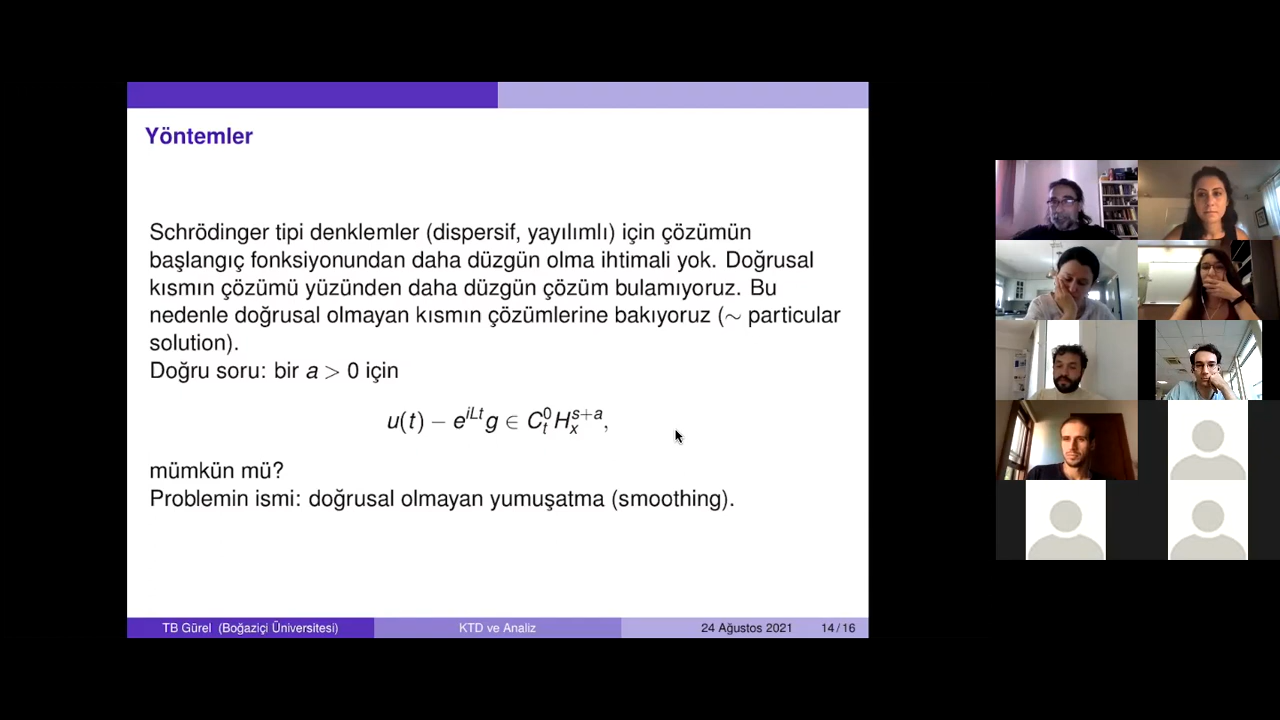 Yöntemler
Schrödinger tipi denklemler (dispersif, yayılımlı) için çözümün
başlangıç fonksiyonundan daha düzgün olma ihtimali yok. Doğrusal
kısmın çözümü yüzünden daha düzgün çözüm bulamıyoruz. Bu
nedenle doğrusal olmayan kısmın çözümlerine bakıyoruz (∼ particular
solution).
Doğru soru: bir a > 0 için
u(t) − e^{iLt}g ∈ C_t^0 H_x^{s+a},
mümkün mü?
Problemin ismi: doğrusal olmayan yumuşatma (smoothing).
TB Gürel (Boğaziçi Üniversitesi) KTD ve Analiz 24 Ağustos 2021 14 / 16